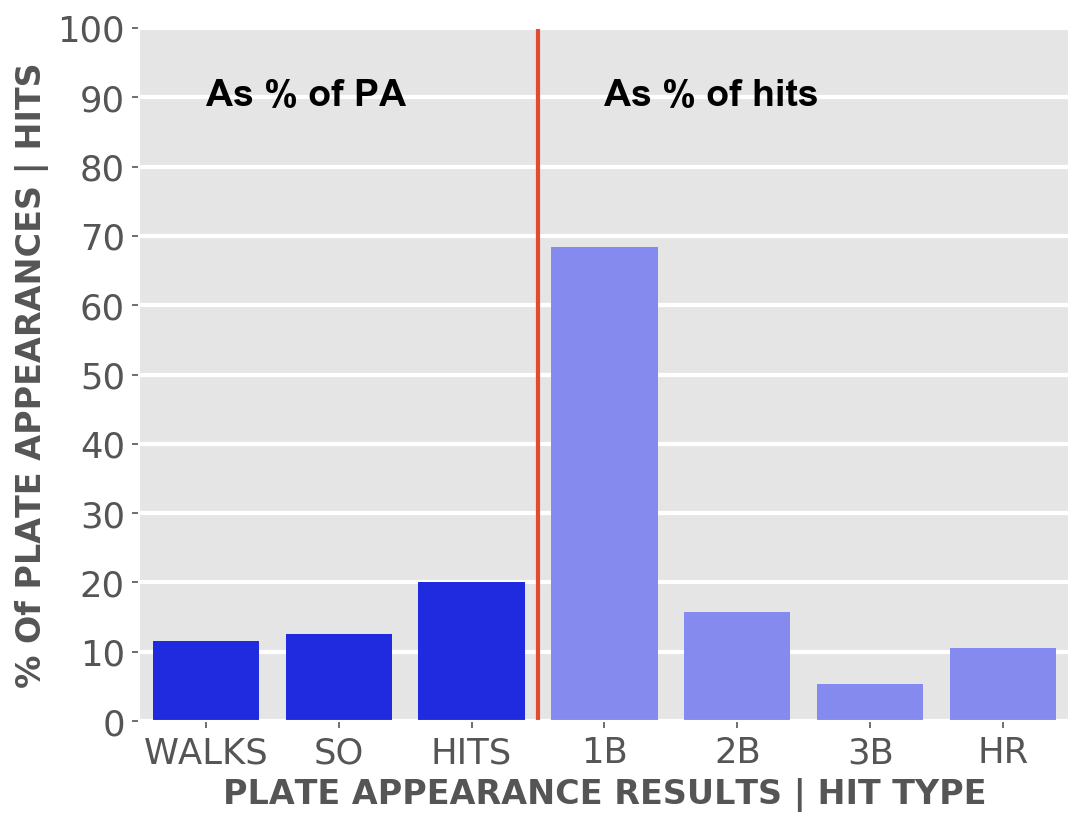 % Of PLATE APPEARANCES | HITS
100
90
80
70
60
50
40
30
20
10
0
As % of PA
As % of hits
WALKS SO HITS 1B 2B 3B HR
PLATE APPEARANCE RESULTS | HIT TYPE